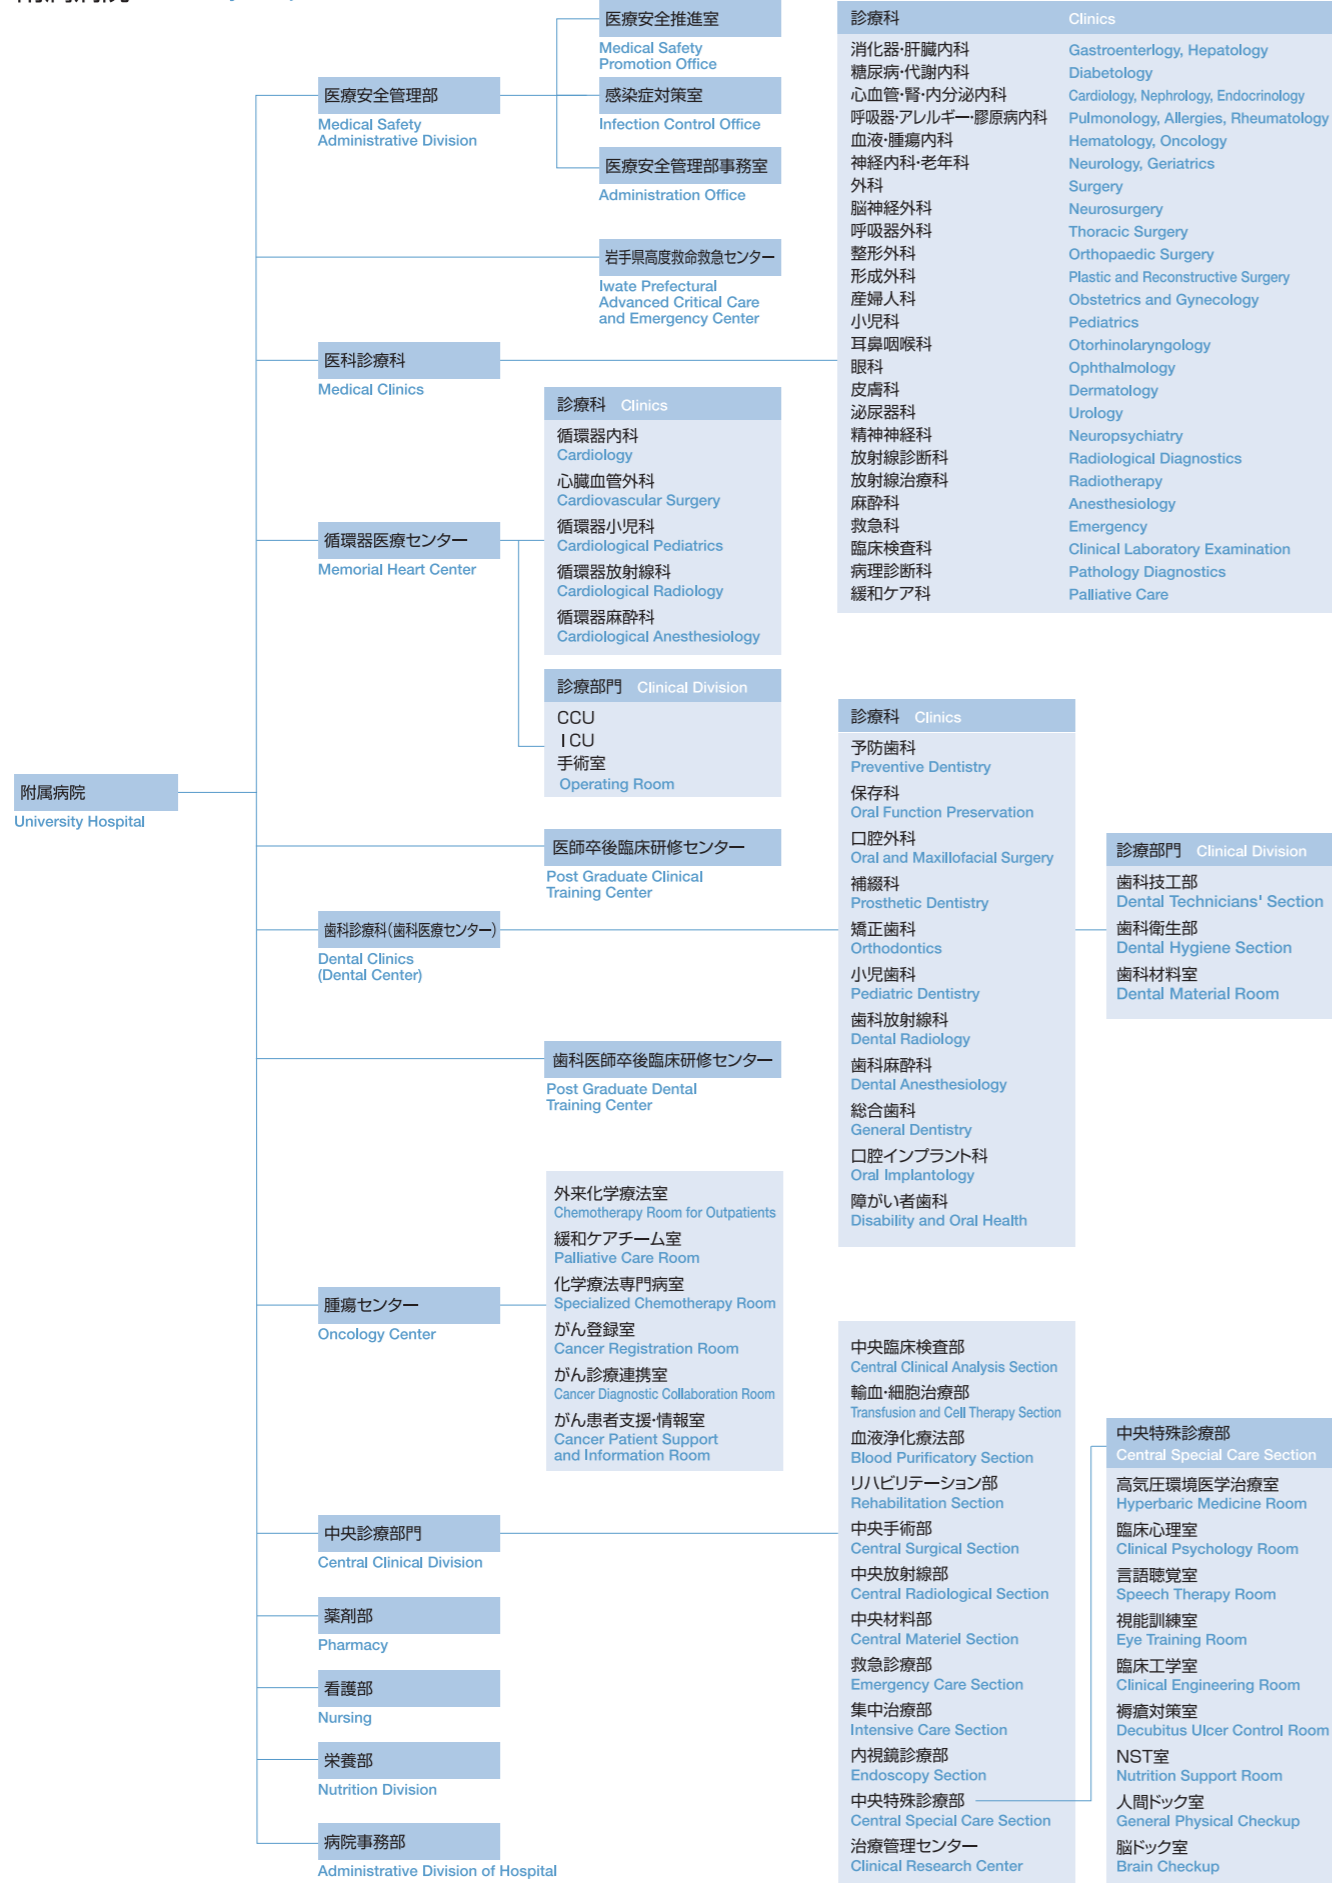 附属病院
University Hospital
医療安全管理部
Medical Safety
Administrative Division
医療安全推進室
Medical Safety
Promotion Office
感染症対策室
Infection Control Office
医療安全管理部事務室
Administration Office
岩手県高度救命救急センター
Iwate Prefectural
Advanced Critical Care
and Emergency Center
医科診療科
Medical Clinics
診療科 Clinics
消化器・肝臓内科 Gastroenterlogy, Hepatology
糖尿病・代謝内科 Diabetology
心血管・腎・内分泌内科 Cardiology, Nephrology, Endocrinology
呼吸器・アレルギー・膠原病内科 Pulmonology, Allergies, Rheumatology
血液・腫瘍内科 Hematology, Oncology
神経内科・老年科 Neurology, Geriatrics
外科 Surgery
脳神経外科 Neurosurgery
呼吸器外科 Thoracic Surgery
整形外科 Orthopaedic Surgery
形成外科 Plastic and Reconstructive Surgery
産婦人科 Obstetrics and Gynecology
小児科 Pediatrics
耳鼻咽喉科 Otorhinolaryngology
眼科 Ophthalmology
皮膚科 Dermatology
泌尿器科 Urology
精神神経科 Neuropsychiatry
放射線診断科 Radiological Diagnostics
放射線治療科 Radiotherapy
麻酔科 Anesthesiology
救急科 Emergency
臨床検査科 Clinical Laboratory Examination
病理診断科 Pathology Diagnostics
緩和ケア科 Palliative Care
循環器医療センター
Memorial Heart Center
診療科 Clinics
循環器内科
Cardiology
心臓血管外科
Cardiovascular Surgery
循環器小児科
Cardiological Pediatrics
循環器放射線科
Cardiological Radiology
循環器麻酔科
Cardiological Anesthesiology
診療部門 Clinical Division
CCU
ICU
手術室
Operating Room
医師卒後臨床研修センター
Post Graduate Clinical
Training Center
歯科診療科(歯科医療センター)
Dental Clinics
(Dental Center)
診療科 Clinics
予防歯科
Preventive Dentistry
保存科
Oral Function Preservation
口腔外科
Oral and Maxillofacial Surgery
補綴科
Prosthetic Dentistry
矯正歯科
Orthodontics
小児歯科
Pediatric Dentistry
歯科放射線科
Dental Radiology
歯科麻酔科
Dental Anesthesiology
総合歯科
General Dentistry
口腔インプラント科
Oral Implantology
障がい者歯科
Disability and Oral Health
診療部門 Clinical Division
歯科技工部
Dental Technicians' Section
歯科衛生部
Dental Hygiene Section
歯科材料室
Dental Material Room
歯科医師卒後臨床研修センター
Post Graduate Dental
Training Center
腫瘍センター
Oncology Center
外来化学療法室
Chemotherapy Room for Outpatients
緩和ケアチーム室
Palliative Care Room
化学療法専門病室
Specialized Chemotherapy Room
がん登録室
Cancer Registration Room
がん診療連携室
Cancer Diagnostic Collaboration Room
がん患者支援・情報室
Cancer Patient Support
and Information Room
中央診療部門
Central Clinical Division
中央臨床検査部
Central Clinical Analysis Section
輸血・細胞治療部
Transfusion and Cell Therapy Section
血液浄化療法部
Blood Purificatory Section
リハビリテーション部
Rehabilitation Section
中央手術部
Central Surgical Section
中央放射線部
Central Radiological Section
中央材料部
Central Materiel Section
救急診療部
Emergency Care Section
集中治療部
Intensive Care Section
内視鏡診療部
Endoscopy Section
中央特殊診療部
Central Special Care Section
治療管理センター
Clinical Research Center
中央特殊診療部
Central Special Care Section
高気圧環境医学治療室
Hyperbaric Medicine Room
臨床心理室
Clinical Psychology Room
言語聴覚室
Speech Therapy Room
視能訓練室
Eye Training Room
臨床工学室
Clinical Engineering Room
褥瘡対策室
Decubitus Ulcer Control Room
NST室
Nutrition Support Room
人間ドック室
General Physical Checkup
脳ドック室
Brain Checkup
薬剤部
Pharmacy
看護部
Nursing
栄養部
Nutrition Division
病院事務部
Administrative Division of Hospital